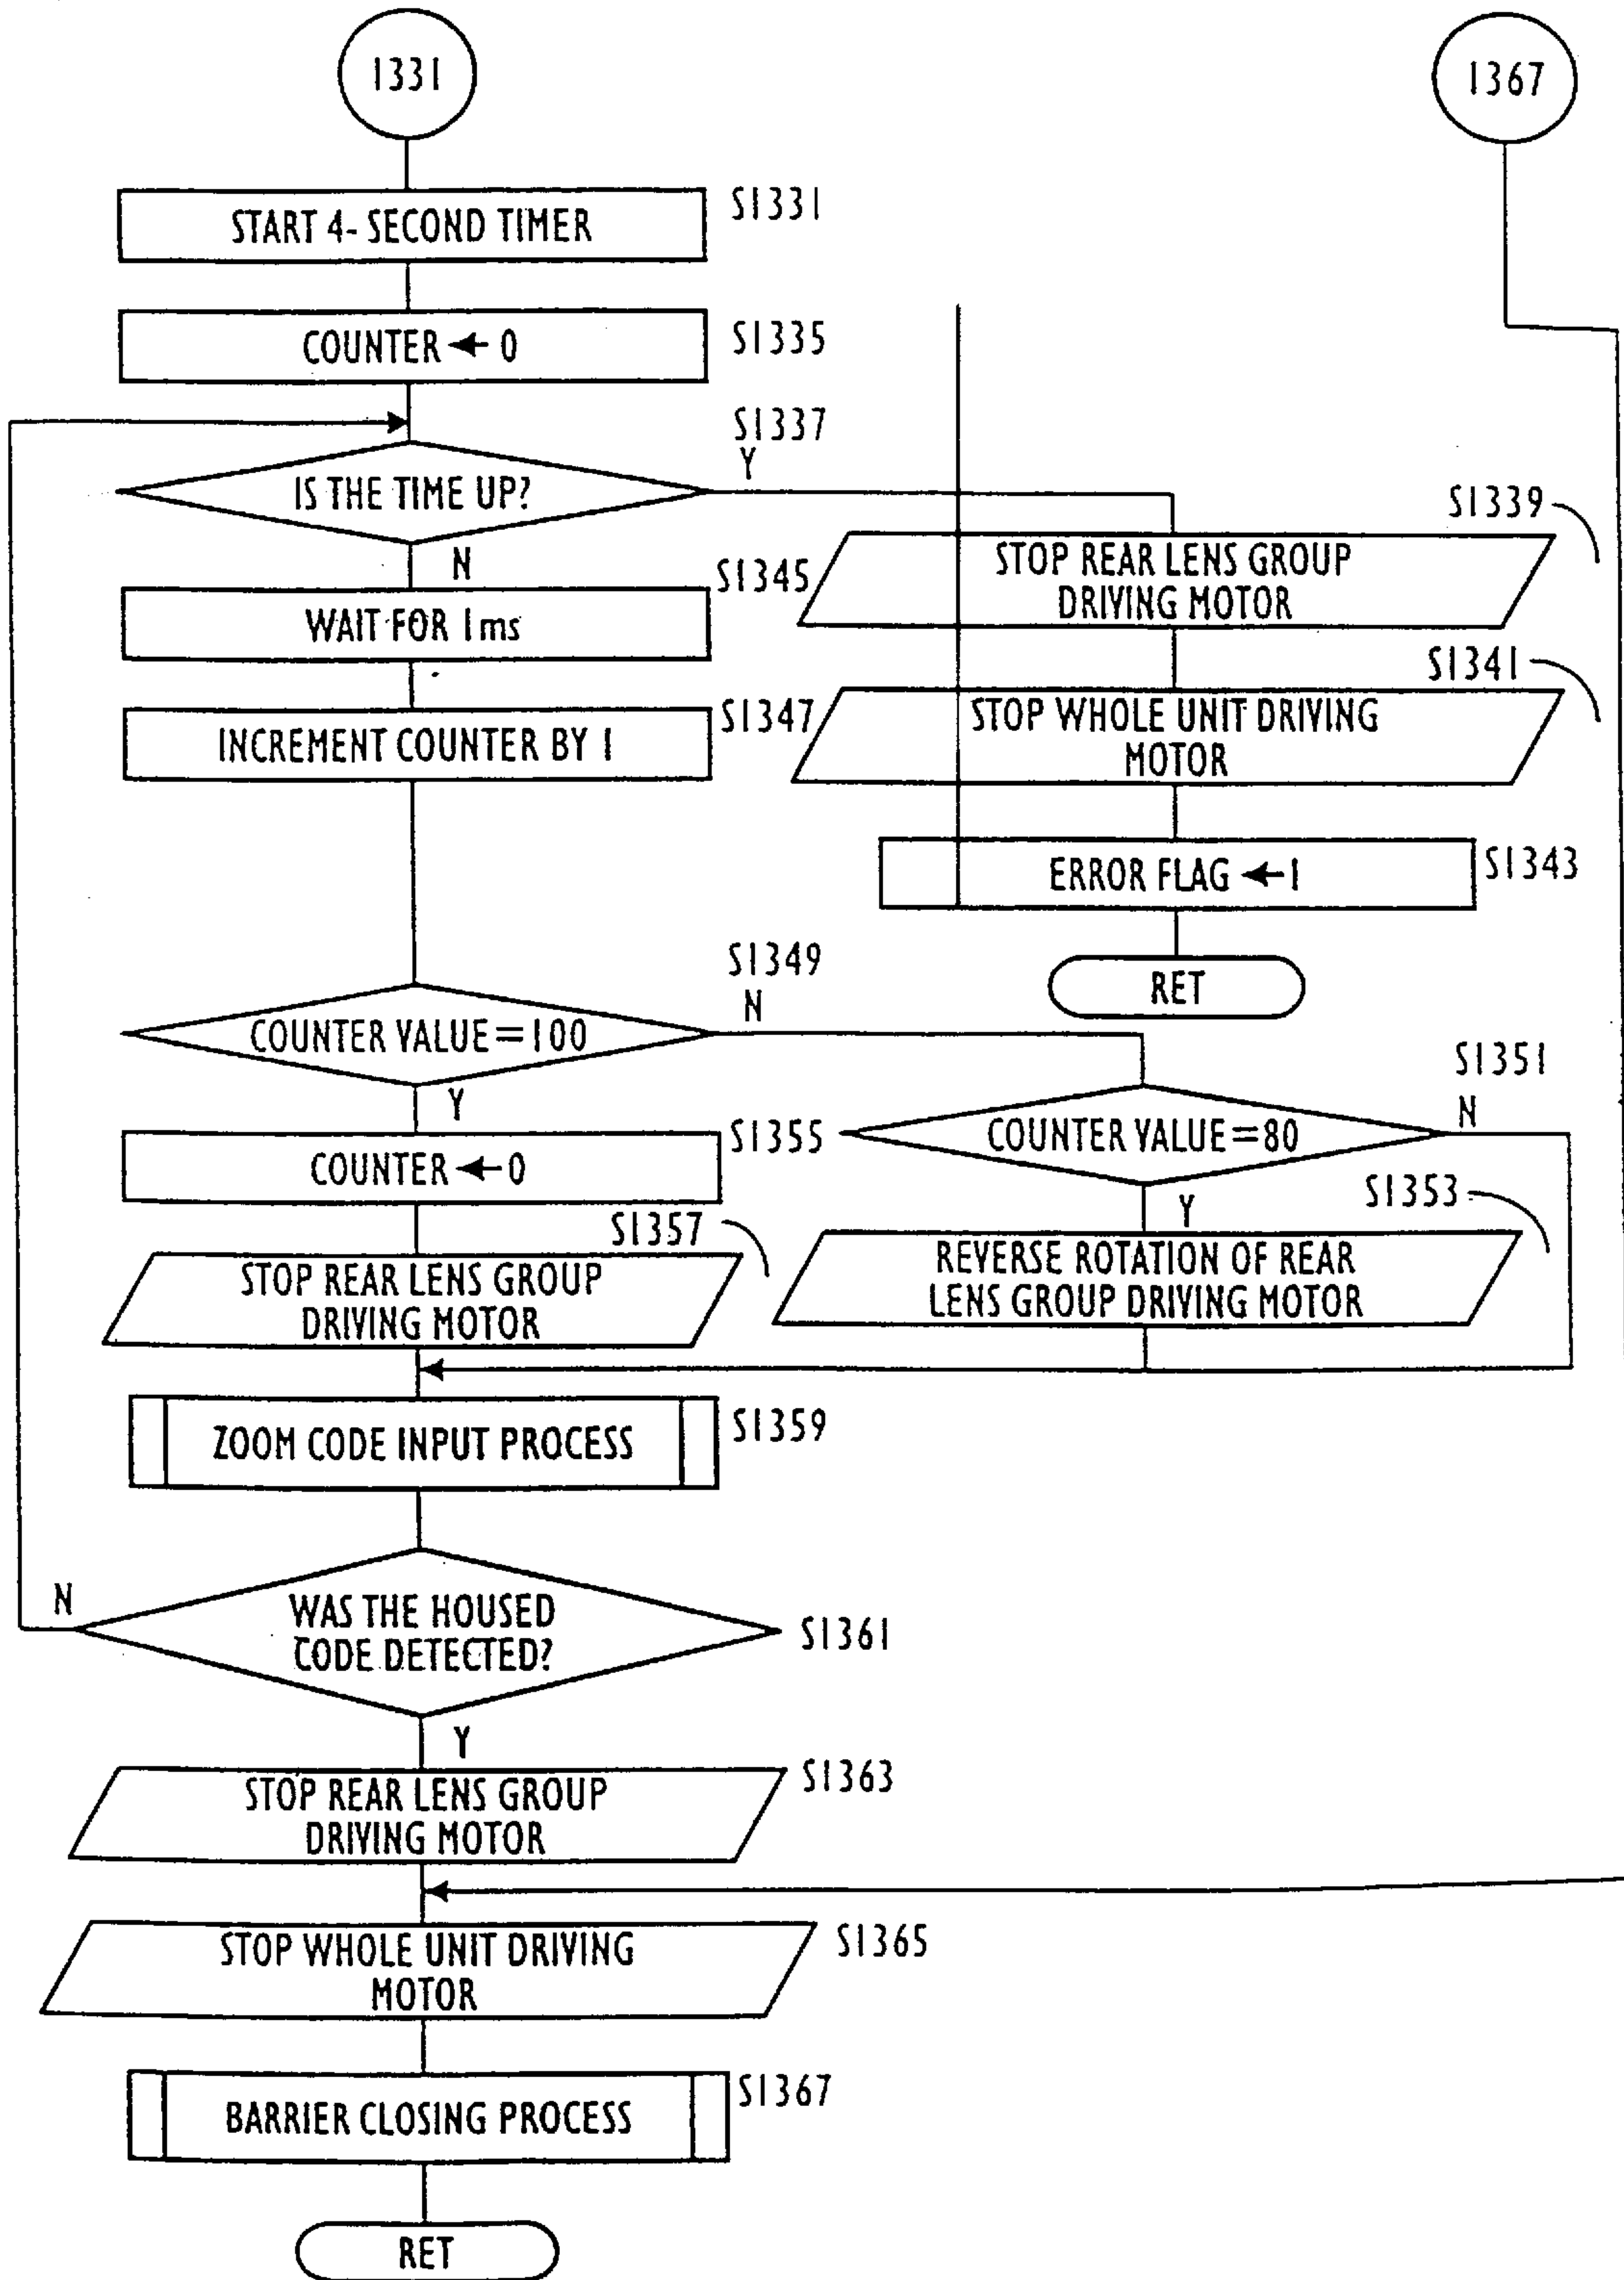 1331
1367
START 4- SECOND TIMER
S1331
COUNTER ← 0
S1335
S1337
IS THE TIME UP?
Y
N
S1339
STOP REAR LENS GROUP
DRIVING MOTOR
WAIT FOR 1ms
S1345
S1341
STOP WHOLE UNIT DRIVING
MOTOR
INCREMENT COUNTER BY 1
S1347
ERROR FLAG ← 1
S1343
RET
S1349
COUNTER VALUE = 100
N
Y
S1351
COUNTER VALUE = 80
N
Y
COUNTER ← 0
S1355
S1353
REVERSE ROTATION OF REAR
LENS GROUP DRIVING MOTOR
S1357
STOP REAR LENS GROUP
DRIVING MOTOR
ZOOM CODE INPUT PROCESS
S1359
N
WAS THE HOUSED
CODE DETECTED?
S1361
Y
STOP REAR LENS GROUP
DRIVING MOTOR
S1363
STOP WHOLE UNIT DRIVING
MOTOR
S1365
BARRIER CLOSING PROCESS
S1367
RET